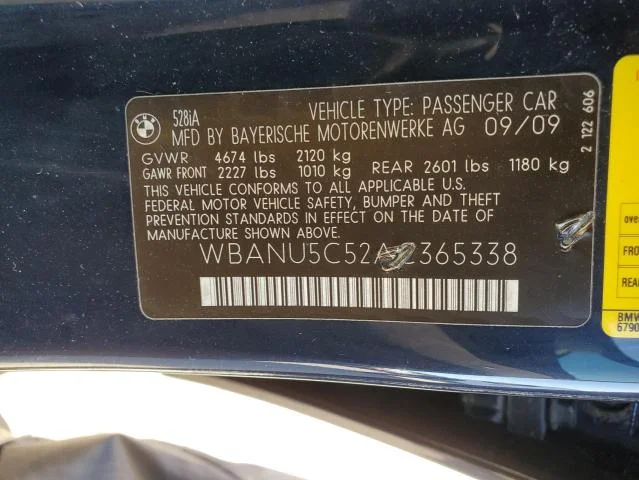 528iA VEHICLE TYPE: PASSENGER CAR
MFD BY BAYERISCHE MOTORENWERKE AG 09/09
GVWR 4674 lbs 2120 kg
GAWR FRONT 2227 lbs 1010 kg REAR 2601 lbs 1180 kg
THIS VEHICLE CONFORMS TO ALL APPLICABLE U.S.
FEDERAL MOTOR VEHICLE SAFETY, BUMPER AND THEFT
PREVENTION STANDARDS IN EFFECT ON THE DATE OF
MANUFACTURE SHOWN ABOVE.
2 122 606
BMW